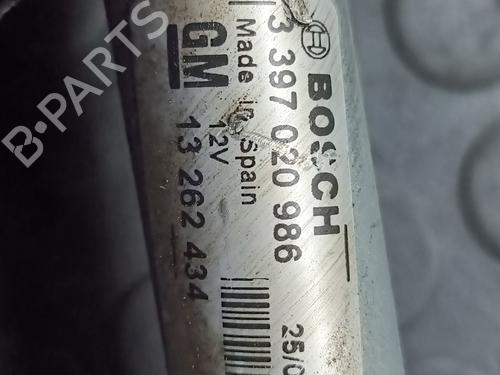 BOSCH
3 397 020 986
Made in Spain
12V
GM
13 262 434
25/0
B-PARTS